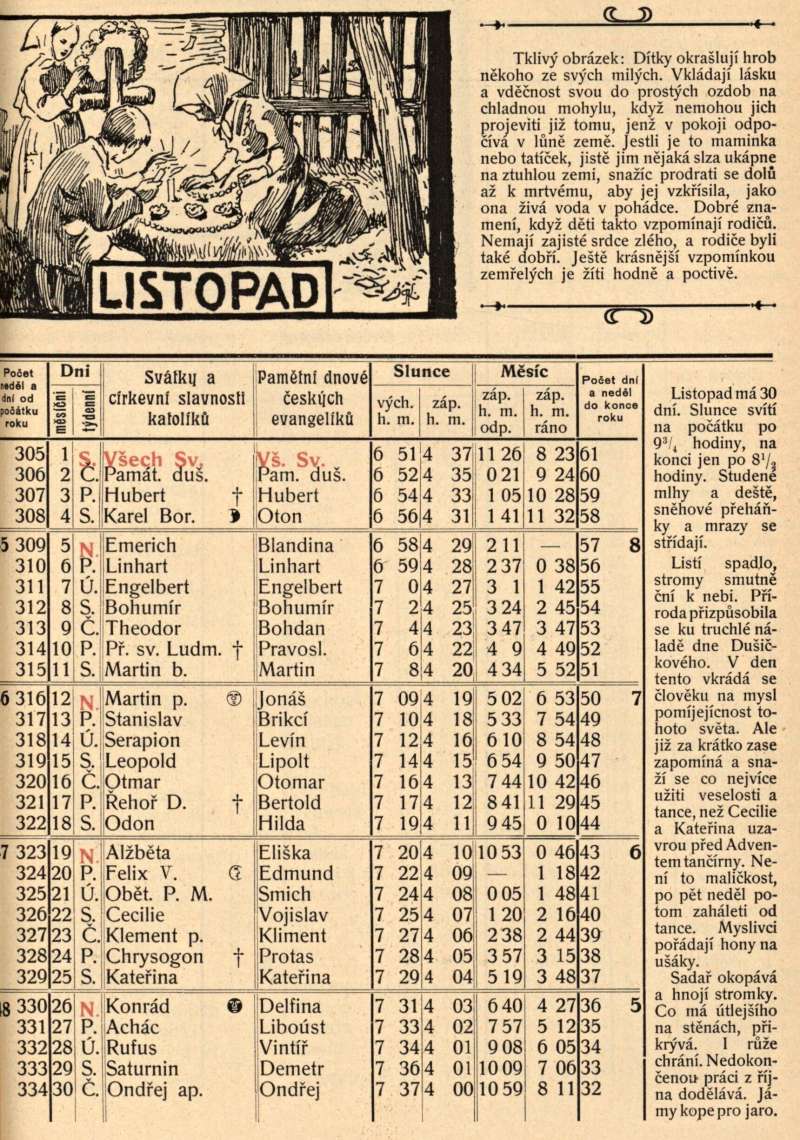 Tklivý obrázek: Dítky okrašlují hrob
někoho ze svých milých. Vkládají lásku
a vděčnost svou do prostých ozdob na
chladnou mohylu, když nemohou jich
projeviti již tomu, jenž v pokoji odpo-
čívá v lůně země. Jestli je to maminka
nebo tatíček, jistě jim nějaká slza ukápne
na ztuhlou zemi, snažíc prodrati se dolů
až k mrtvému, aby jej vzkřísila, jako
ona živá voda v pohádce. Dobré zna-
mení, když děti takto vzpomínají rodičů.
Nemají zajisté srdce zlého, a rodiče byli
také dobří. Ještě krásnější vzpomínkou
zemřelých je žíti hodně a poctivě.
LISTOPAD
Počet neděl a dní od počátku roku
Dni
měsíční
týdenní
Svátky a církevní slavnosti katolíků
Pamětní dnové českých evangelíků
Slunce
vých. h. m.
záp. h. m.
Měsíc
záp. h. m. odp.
záp. h. m. ráno
Počet dní a neděl do konce roku
305 1 S. Všech Sv. Vš. Sv. 6 51 4 37 11 26 8 23 61
306 2 Č. Památ. duš. Pam. duš. 6 52 4 35 0 21 9 24 60
307 3 P. Hubert † Hubert 6 54 4 33 1 05 10 28 59
308 4 S. Karel Bor. Oton 6 56 4 31 1 41 11 32 58
5 309 5 N. Emerich Blandina 6 58 4 29 2 11 — 57 8
310 6 P. Linhart Linhart 6 59 4 28 2 37 0 38 56
311 7 Ú. Engelbert Engelbert 7 0 4 27 3 1 1 42 55
312 8 S. Bohumír Bohumír 7 2 4 25 3 24 2 45 54
313 9 Č. Theodor Bohdan 7 4 4 23 3 47 3 47 53
314 10 P. Př. sv. Ludm. † Pravosl. 7 6 4 22 4 9 4 49 52
315 11 S. Martin b. Martin 7 8 4 20 4 34 5 52 51
6 316 12 N. Martin p. Jonáš 7 09 4 19 5 02 6 53 50 7
317 13 P. Stanislav Brikcí 7 10 4 18 5 33 7 54 49
318 14 Ú. Serapion Levín 7 12 4 16 6 10 8 54 48
319 15 S. Leopold Lipolt 7 14 4 15 6 54 9 50 47
320 16 Č. Otmar Otomar 7 16 4 13 7 44 10 42 46
321 17 P. Řehoř D. † Bertold 7 17 4 12 8 41 11 29 45
322 18 S. Odon Hilda 7 19 4 11 9 45 0 10 44
7 323 19 N. Alžběta Eliška 7 20 4 10 10 53 0 46 43 6
324 20 P. Felix V. Edmund 7 22 4 09 — 1 18 42
325 21 Ú. Obět. P. M. Smich 7 24 4 08 0 05 1 48 41
326 22 S. Cecilie Vojislav 7 25 4 07 1 20 2 16 40
327 23 Č. Klement p. Kliment 7 27 4 06 2 38 2 44 39
328 24 P. Chrysogon † Protas 7 28 4 05 3 57 3 15 38
329 25 S. Kateřina Kateřina 7 29 4 04 5 19 3 48 37
8 330 26 N. Konrád Delfina 7 31 4 03 6 40 4 27 36 5
331 27 P. Achác Liboúst 7 33 4 02 7 57 5 12 35
332 28 Ú. Rufus Vintíř 7 34 4 01 9 08 6 05 34
333 29 S. Saturnin Demetr 7 36 4 01 10 09 7 06 33
334 30 Č. Ondřej ap. Ondřej 7 37 4 00 10 59 8 11 32
Listopad má 30
dní. Slunce svítí
na počátku po
9¾ hodiny, na
konci jen po 8½
hodiny. Studené
mlhy a deště,
sněhové přeháň-
ky a mrazy se
střídají.
Listí spadlo,
stromy smutně
ční k nebi. Pří-
roda přizpůsobila
se ku truchlé ná-
ladě dne Dušič-
kového. V den
tento vkrádá se
člověku na mysl
pomíjejícnost to-
hoto světa. Ale
již za krátko zase
zapomíná a sna-
ží se co nejvíce
užiti veselosti a
tance, než Cecilie
a Kateřina uza-
vrou před Adven-
tem tančírny. Ne-
ní to maličkost,
po pět neděl po-
tom zaháleti od
tance. Myslivci
pořádají hony na
ušáky.
Sadař okopává
a hnojí stromky.
Co má útlejšího
na stěnách, při-
krývá. I růže
chrání. Nedokon-
čenou práci z říj-
na dodělává. Já-
my kope pro jaro.